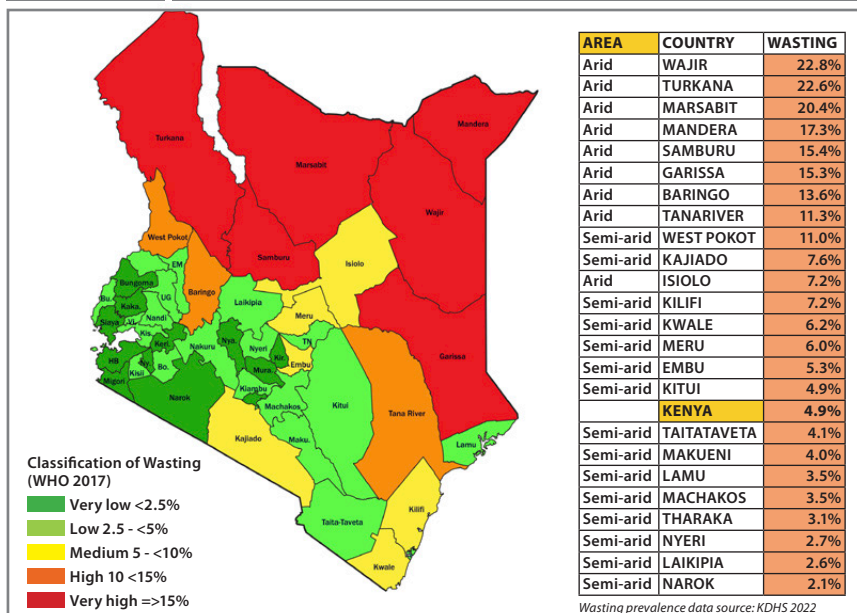 Turkana
Mandera
Marsabit
Wajir
West Pokot
Samburu
Isiolo
EM
Baringo
Bungoma
Bu.
UG
Laikipia
Kaka.
Meru
Nandi
Siaya
Vi.
Kis.
TN
Keri.
Nakuru
Nya.
Nyeri
Kir.
Embu
Garissa
HB
Ny.
Bo.
Mura.
Kisii
Migori
Kiambu
Narok
Kitui
Machakos
Tana River
Kajiado
Maku.
Lamu
Taita-Taveta
Kilifi
Kwale
Classification of Wasting
(WHO 2017)
Very low <2.5%
Low 2.5 - <5%
Medium 5 - <10%
High 10 <15%
Very high =>15%
AREA COUNTRY WASTING
Arid WAJIR 22.8%
Arid TURKANA 22.6%
Arid MARSABIT 20.4%
Arid MANDERA 17.3%
Arid SAMBURU 15.4%
Arid GARISSA 15.3%
Arid BARINGO 13.6%
Arid TANARIVER 11.3%
Semi-arid WEST POKOT 11.0%
Semi-arid KAJIADO 7.6%
Arid ISIOLO 7.2%
Semi-arid KILIFI 7.2%
Semi-arid KWALE 6.2%
Semi-arid MERU 6.0%
Semi-arid EMBU 5.3%
Semi-arid KITUI 4.9%
KENYA 4.9%
Semi-arid TAITATAVETA 4.1%
Semi-arid MAKUENI 4.0%
Semi-arid LAMU 3.5%
Semi-arid MACHAKOS 3.5%
Semi-arid THARAKA 3.1%
Semi-arid NYERI 2.7%
Semi-arid LAIKIPIA 2.6%
Semi-arid NAROK 2.1%
Wasting prevalence data source: KDHS 2022